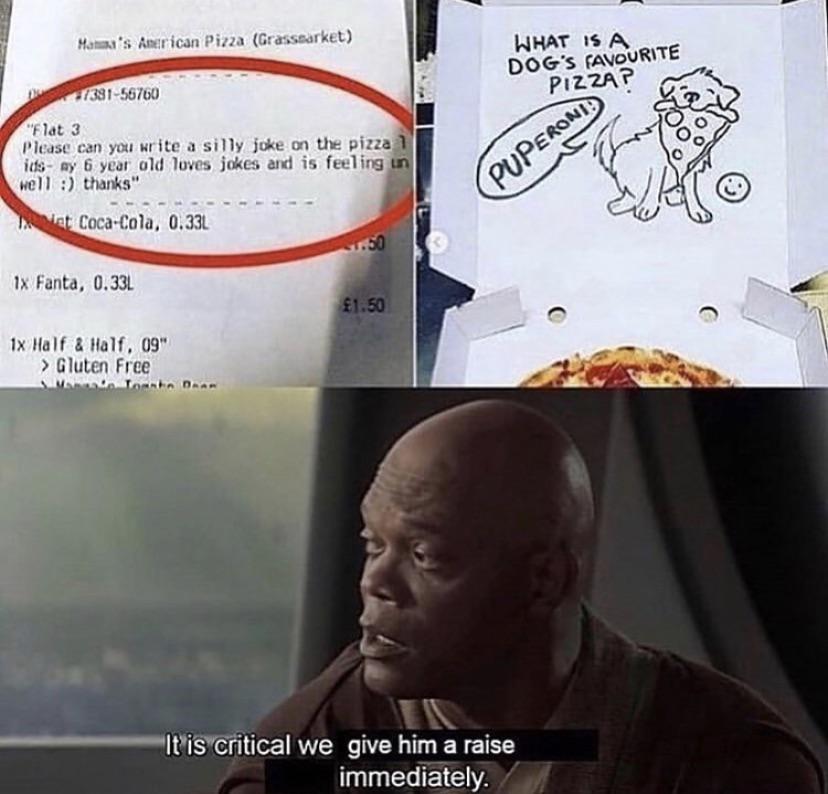 Mamma's American Pizza (Grassmarket)
7381-56760
"Flat 3
Please can you write a silly joke on the pizza l
ids- my 6 year old loves jokes and is feeling un
well :) thanks"
Coca-Cola, 0.33L
1x Fanta, 0.33L
£1.50
1x Half & Half, 09"
> Gluten Free
WHAT IS A
DOG'S FAVOURITE
PIZZA?
PUPERONI!
It is critical we give him a raise
immediately.